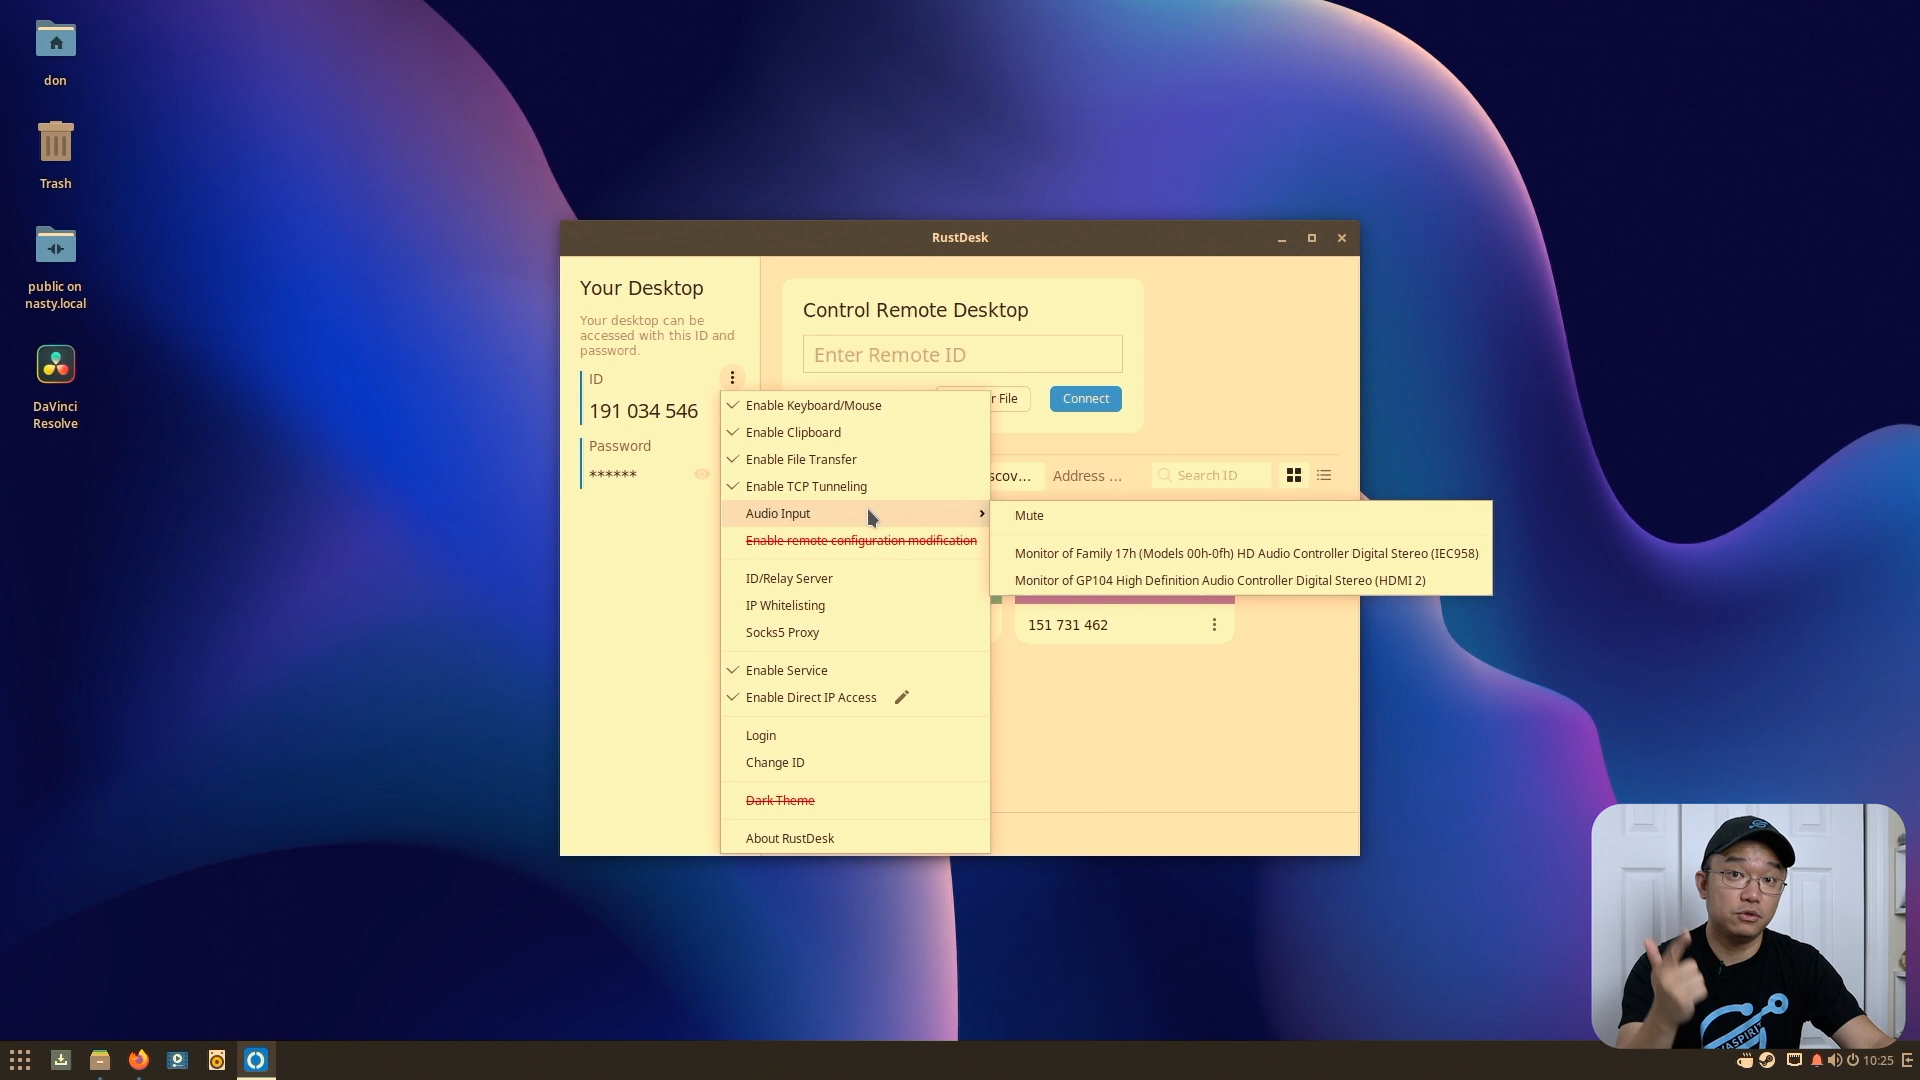 don
Trash
public on
nasty.local
DaVinci
Resolve
RustDesk
Your Desktop
Your desktop can be
accessed with this ID and
password.
ID
191 034 546
Password
******
Control Remote Desktop
Enter Remote ID
r File
Connect
scov...
Address ...
Search ID
Enable Keyboard/Mouse
Enable Clipboard
Enable File Transfer
Enable TCP Tunneling
Audio Input
Enable remote configuration modification
ID/Relay Server
IP Whitelisting
Socks5 Proxy
Enable Service
Enable Direct IP Access
Login
Change ID
Dark Theme
About RustDesk
Mute
Monitor of Family 17h (Models 00h-0fh) HD Audio Controller Digital Stereo (IEC958)
Monitor of GP104 High Definition Audio Controller Digital Stereo (HDMI 2)
151 731 462
10:25